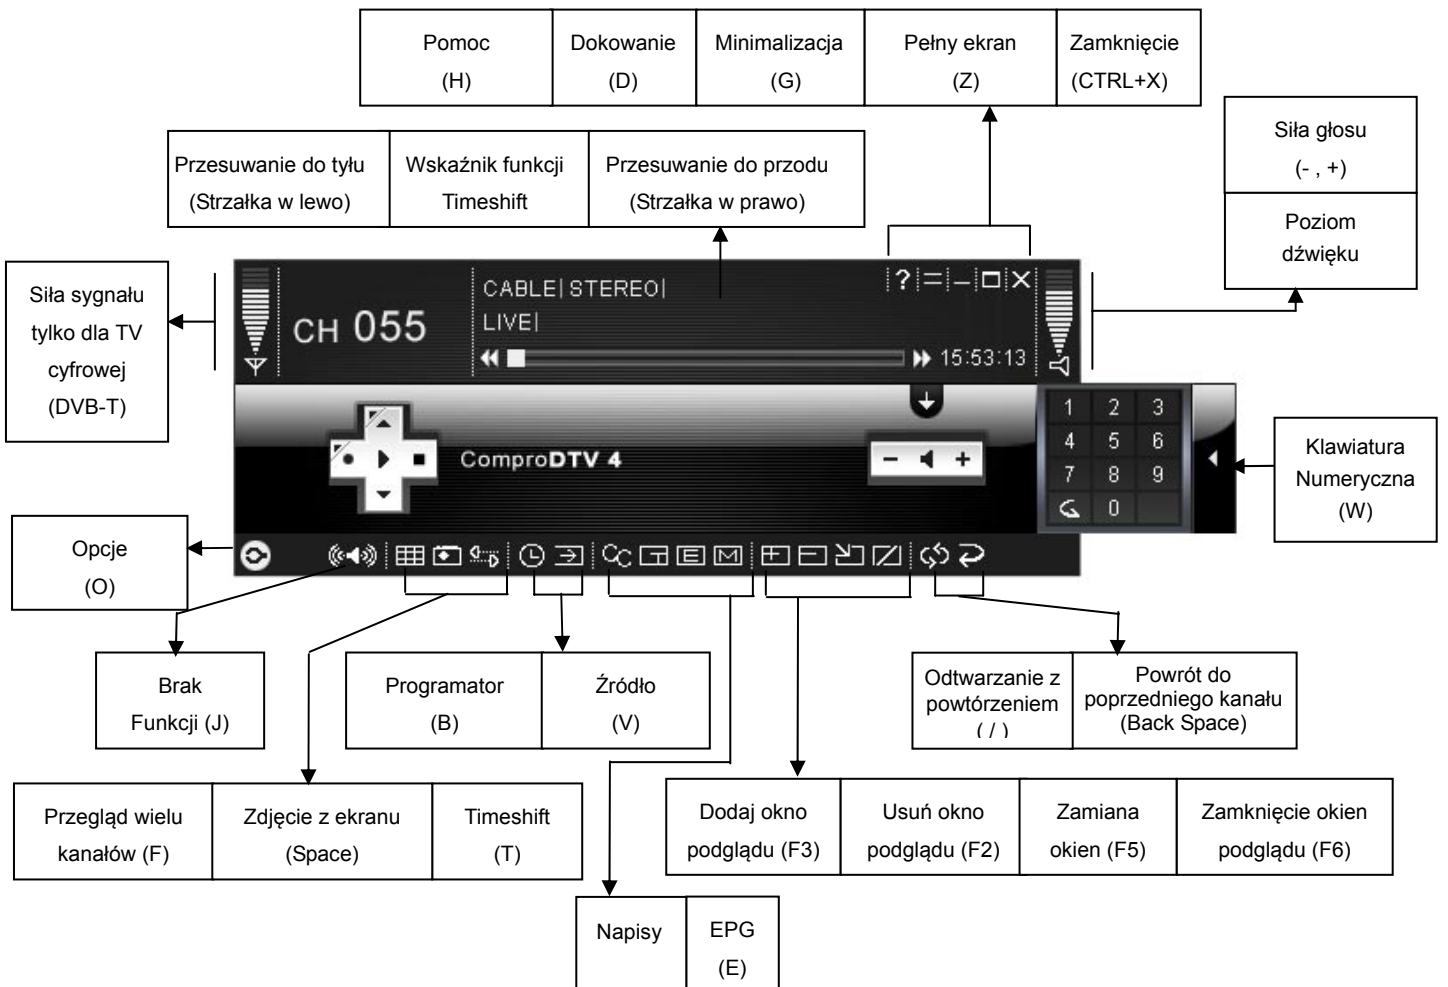 Pomoc
(H)
Dokowanie
(D)
Minimalizacja
(G)
Pełny ekran
(Z)
Zamknięcie
(CTRL+X)
Siła głosu
(- , +)
Poziom
dźwięku
Przesuwanie do tyłu
(Strzałka w lewo)
Wskaźnik funkcji
Timeshift
Przesuwanie do przodu
(Strzałka w prawo)
Siła sygnału
tylko dla TV
cyfrowej
(DVB-T)
CH 055
CABLE| STEREO|
LIVE|
15:53:13
ComproDTV 4
1 2 3
4 5 6
7 8 9
0
Klawiatura
Numeryczna
(W)
Opcje
(O)
Brak
Funkcji (J)
Programator
(B)
Źródło
(V)
Odtwarzanie z
powtórzeniem
( / )
Powrót do
poprzedniego kanału
(Back Space)
Przegląd wielu
kanałów (F)
Zdjęcie z ekranu
(Space)
Timeshift
(T)
Dodaj okno
podglądu (F3)
Usuń okno
podglądu (F2)
Zamiana
okien (F5)
Zamknięcie okien
podglądu (F6)
Napisy
EPG
(E)